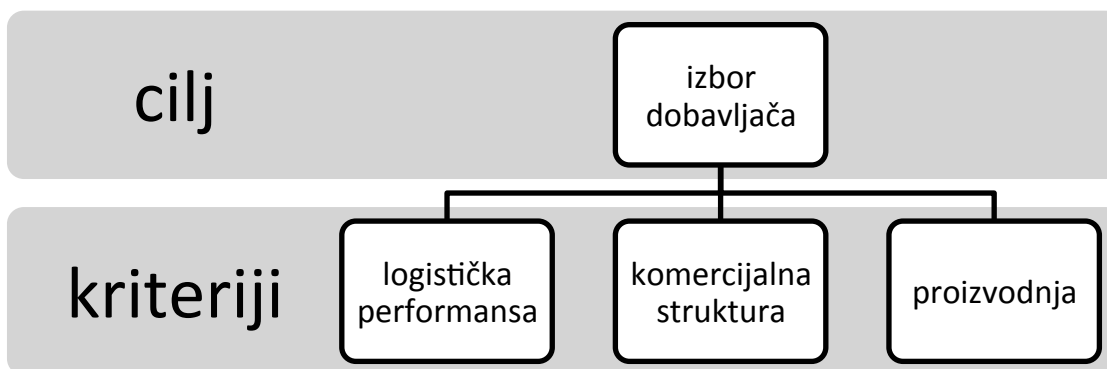 cilj
izbor
dobavljača
kriteriji
logistička
performansa
komercijalna
struktura
proizvodnja